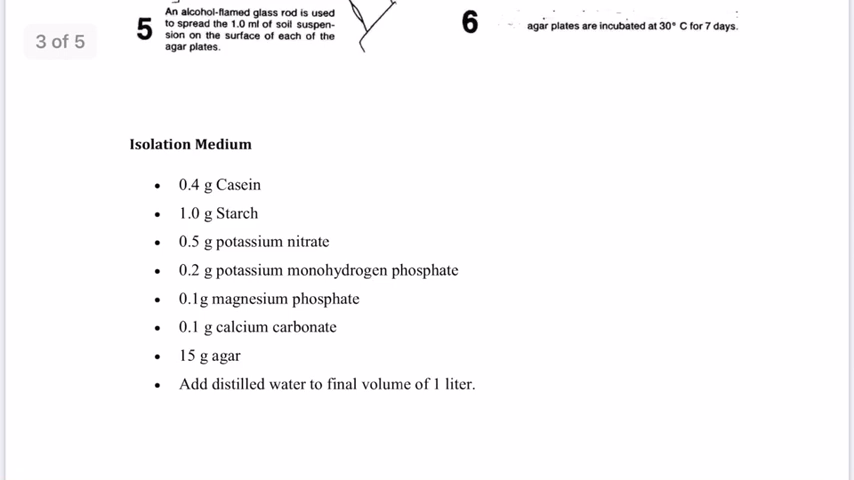 3 of 5
5
An alcohol-flamed glass rod is used
to spread the 1.0 ml of soil suspen-
sion on the surface of each of the
agar plates.
6
agar plates are incubated at 30° C for 7 days.
Isolation Medium
• 0.4 g Casein
• 1.0 g Starch
• 0.5 g potassium nitrate
• 0.2 g potassium monohydrogen phosphate
• 0.1g magnesium phosphate
• 0.1 g calcium carbonate
• 15 g agar
• Add distilled water to final volume of 1 liter.